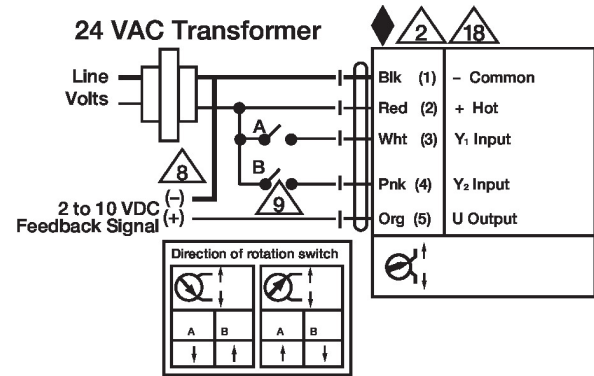 24 VAC Transformer
2 18
Line
Volts
Blk (1) – Common
Red (2) + Hot
A
Wht (3) Y₁ Input
B
Pnk (4) Y₂ Input
8
9
2 to 10 VDC (–)
Feedback Signal (+)
Org (5) U Output
Direction of rotation switch
A B A B